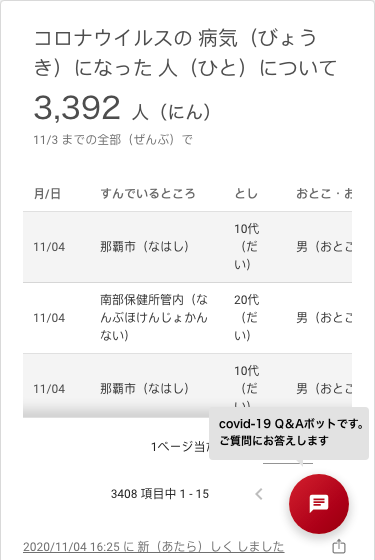 コロナウイルスの 病気（びょう
き）になった 人（ひと）について
3,392 人（にん）
11/3 までの全部（ぜんぶ）で
月/日 すんでいるところ とし おとこ・お
11/04 那覇市（なはし） 10代
（だ
い） 男（おとこ
11/04 南部保健所管内（な
んぶほけんじょかん
ない） 20代
（だ
い） 男（おとこ
11/04 那覇市（なはし） 10代
（だ
い） 男（おとこ
covid-19 Q&Aボットです。
ご質問にお答えします
1ページ当た
3408 項目中 1 - 15
2020/11/04 16:25 に 新（あたら）しく しました